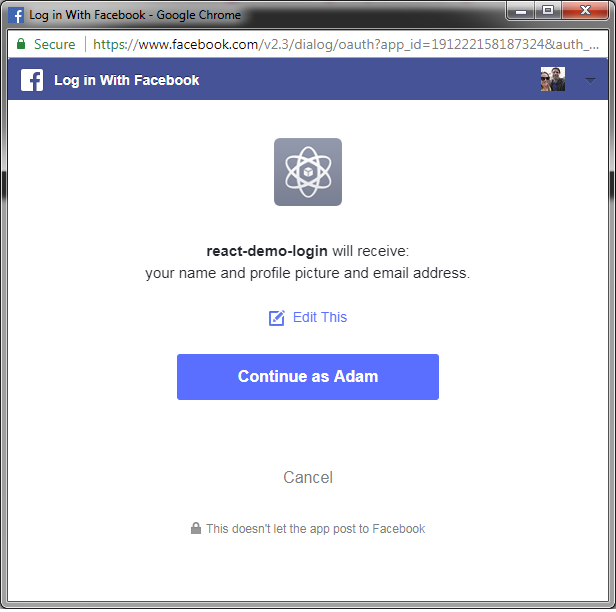 Log in With Facebook - Google Chrome
Secure https://www.facebook.com/v2.3/dialog/oauth?app_id=191222158187324&auth_...
Log in With Facebook
react-demo-login will receive:
your name and profile picture and email address.
Edit This
Continue as Adam
Cancel
This doesn't let the app post to Facebook